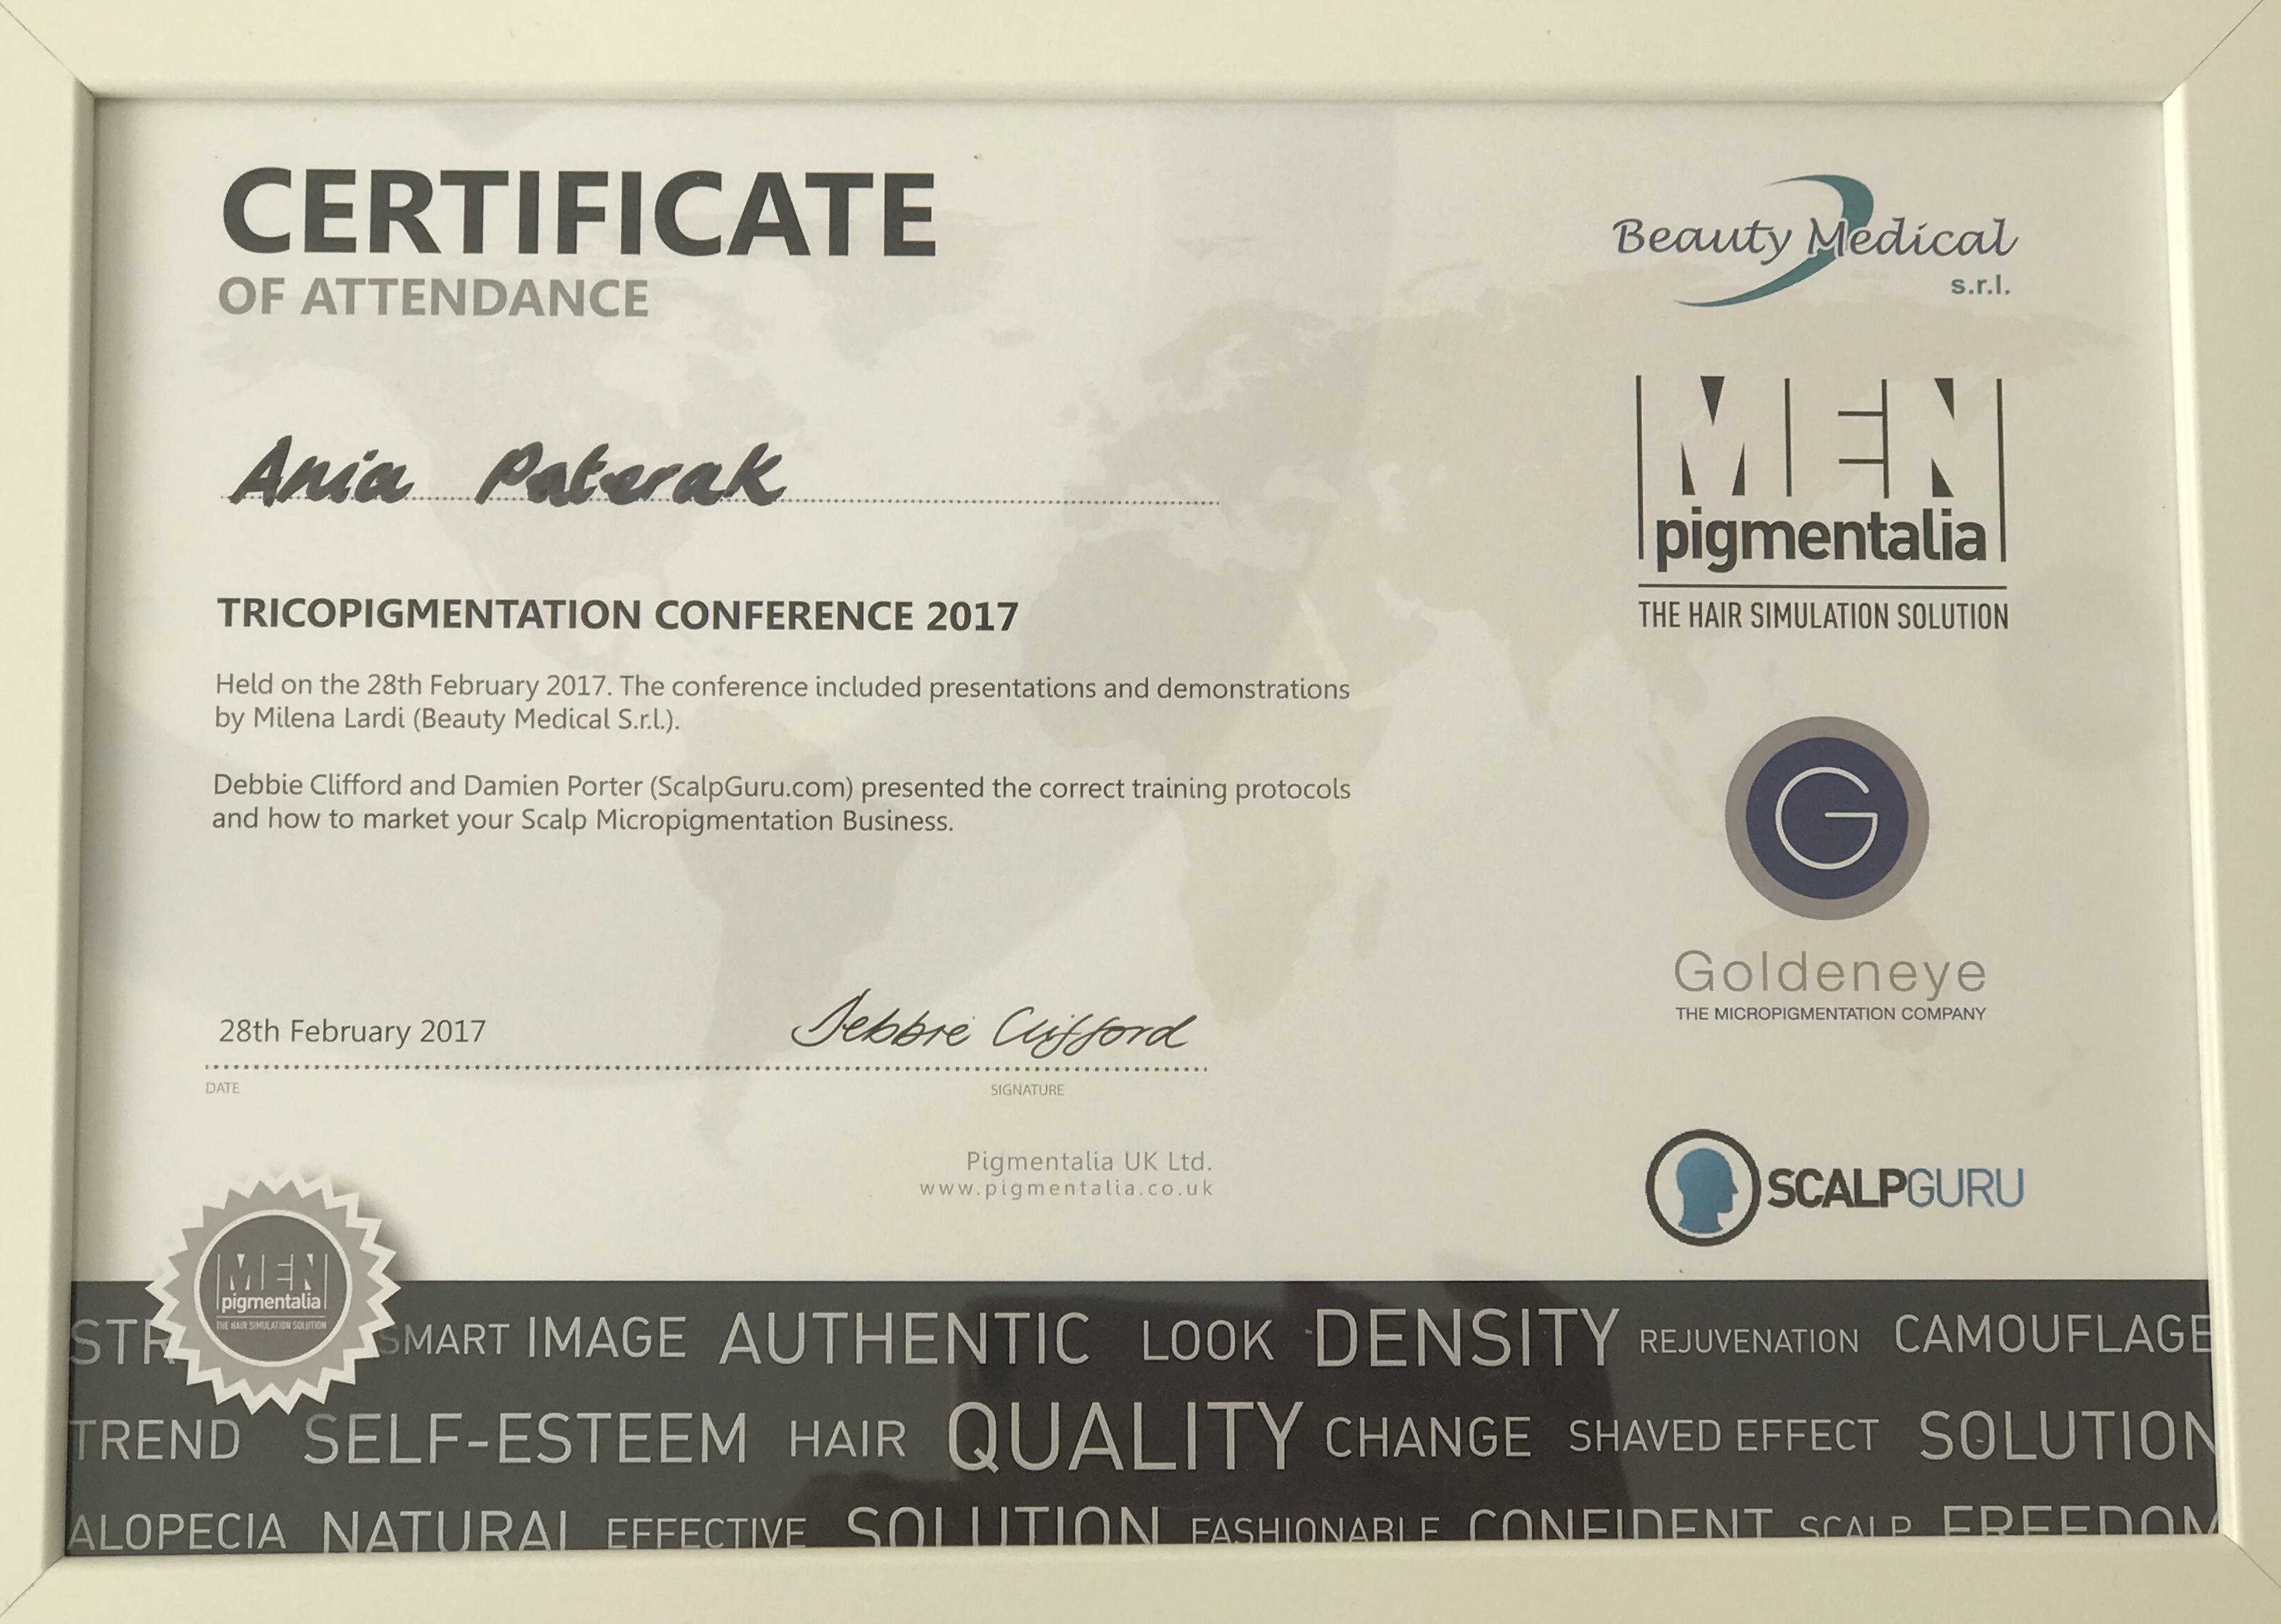 CERTIFICATE
OF ATTENDANCE
Ania Paterak
TRICOPIGMENTATION CONFERENCE 2017
Held on the 28th February 2017. The conference included presentations and demonstrations
by Milena Lardi (Beauty Medical S.r.l.).
Debbie Clifford and Damien Porter (ScalpGuru.com) presented the correct training protocols
and how to market your Scalp Micropigmentation Business.
28th February 2017
Debbie Clifford
DATE
SIGNATURE
Pigmentalia UK Ltd.
www.pigmentalia.co.uk
Beauty Medical
s.r.l.
MEN
pigmentalia
THE HAIR SIMULATION SOLUTION
G
Goldeneye
THE MICROPIGMENTATION COMPANY
SCALPGURU
MEN
pigmentalia
THE HAIR SIMULATION SOLUTION
STR SMART IMAGE AUTHENTIC LOOK DENSITY REJUVENATION CAMOUFLAGE
TREND SELF-ESTEEM HAIR QUALITY CHANGE SHAVED EFFECT SOLUTION
ALOPECIA NATURAL EFFECTIVE SOLUTION FASHIONABLE CONFIDENT SCALP FREEDOM